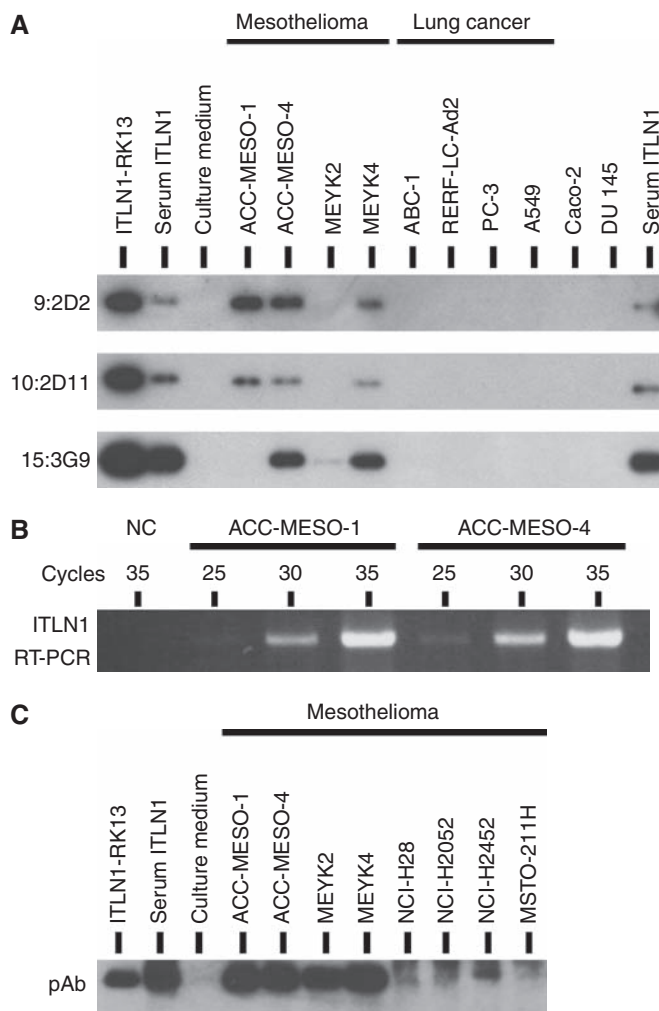 A
Mesothelioma
Lung cancer
ITLN1-RK13
Serum ITLN1
Culture medium
ACC-MESO-1
ACC-MESO-4
MEYK2
MEYK4
ABC-1
RERF-LC-Ad2
PC-3
A549
Caco-2
DU 145
Serum ITLN1
9:2D2
10:2D11
15:3G9
B
NC
ACC-MESO-1
ACC-MESO-4
Cycles 35 25 30 35 25 30 35
ITLN1
RT-PCR
C
Mesothelioma
ITLN1-RK13
Serum ITLN1
Culture medium
ACC-MESO-1
ACC-MESO-4
MEYK2
MEYK4
NCI-H28
NCI-H2052
NCI-H2452
MSTO-211H
pAb